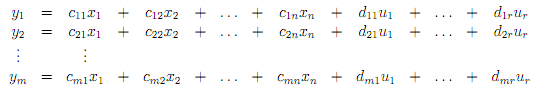 y₁ = c₁₁x₁ + c₁₂x₂ + … + c₁ₙxₙ + d₁₁u₁ + … + d₁ᵣuᵣ
y₂ = c₂₁x₁ + c₂₂x₂ + … + c₂ₙxₙ + d₂₁u₁ + … + d₂ᵣuᵣ
⋮ ⋮
yₘ = cₘ₁x₁ + cₘ₂x₂ + … + cₘₙxₙ + dₘ₁u₁ + … + dₘᵣuᵣ